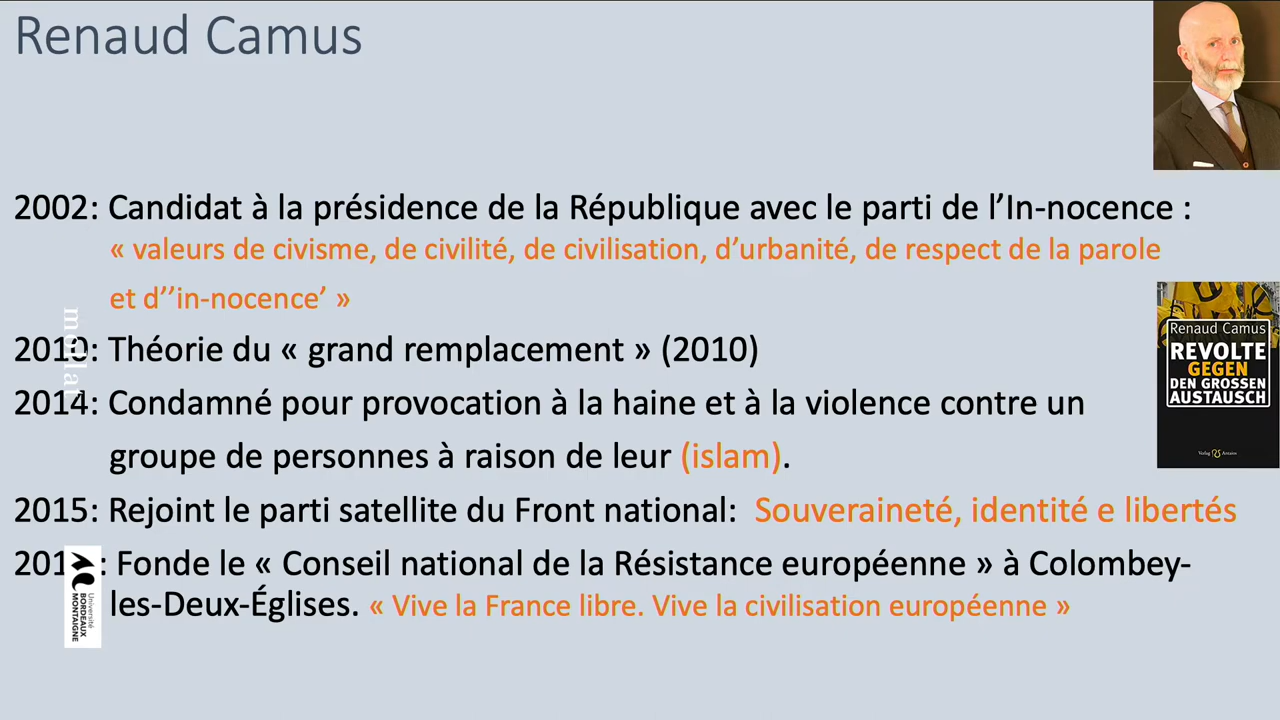 Renaud Camus
2002: Candidat à la présidence de la République avec le parti de l’In-nocence :
« valeurs de civisme, de civilité, de civilisation, d’urbanité, de respect de la parole
et d’’in-nocence’ »
2010: Théorie du « grand remplacement » (2010)
2014: Condamné pour provocation à la haine et à la violence contre un
groupe de personnes à raison de leur (islam).
2015: Rejoint le parti satellite du Front national: Souveraineté, identité e libertés
: Fonde le « Conseil national de la Résistance européenne » à Colombey-
les-Deux-Églises. « Vive la France libre. Vive la civilisation européenne »
Renaud Camus
REVOLTE
GEGEN
DEN GROSSEN
AUSTAUSCH
Verlag Antaios
mollat
Université
BORDEAUX
MONTAIGNE